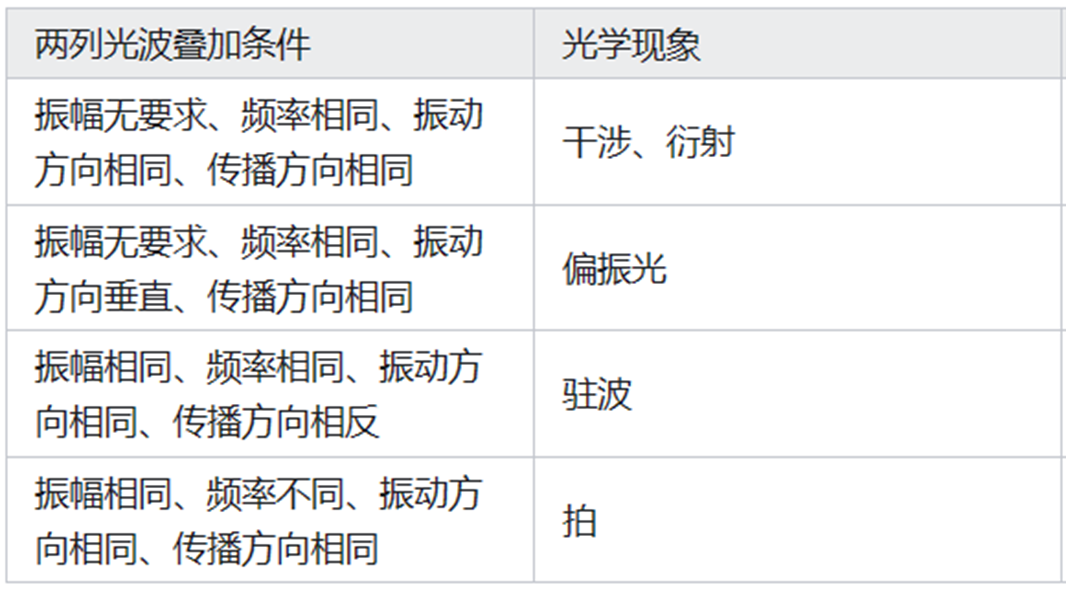 两列光波叠加条件
光学现象
振幅无要求、频率相同、振动
方向相同、传播方向相同
干涉、衍射
振幅无要求、频率相同、振动
方向垂直、传播方向相同
偏振光
振幅相同、频率相同、振动方
向相同、传播方向相反
驻波
振幅相同、频率不同、振动方
向相同、传播方向相同
拍